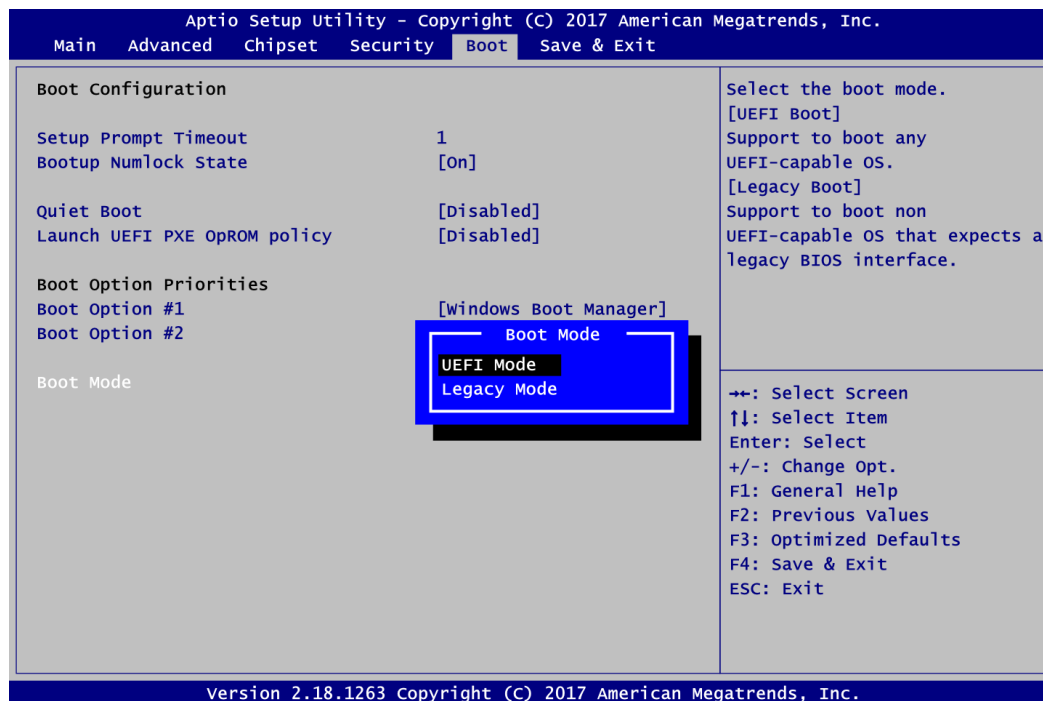 Aptio Setup Utility - Copyright (C) 2017 American Megatrends, Inc.
Main Advanced Chipset Security Boot Save & Exit
Boot Configuration
Setup Prompt Timeout 1
Bootup Numlock State [On]
Quiet Boot [Disabled]
Launch UEFI PXE OpROM policy [Disabled]
Boot Option Priorities
Boot Option #1 [Windows Boot Manager]
Boot Option #2
Boot Mode
Boot Mode
UEFI Mode
Legacy Mode
Select the boot mode.
[UEFI Boot]
Support to boot any
UEFI-capable OS.
[Legacy Boot]
Support to boot non
UEFI-capable OS that expects a
legacy BIOS interface.
→←: Select Screen
↑↓: Select Item
Enter: Select
+/-: Change Opt.
F1: General Help
F2: Previous Values
F3: Optimized Defaults
F4: Save & Exit
ESC: Exit
Version 2.18.1263 Copyright (C) 2017 American Megatrends, Inc.